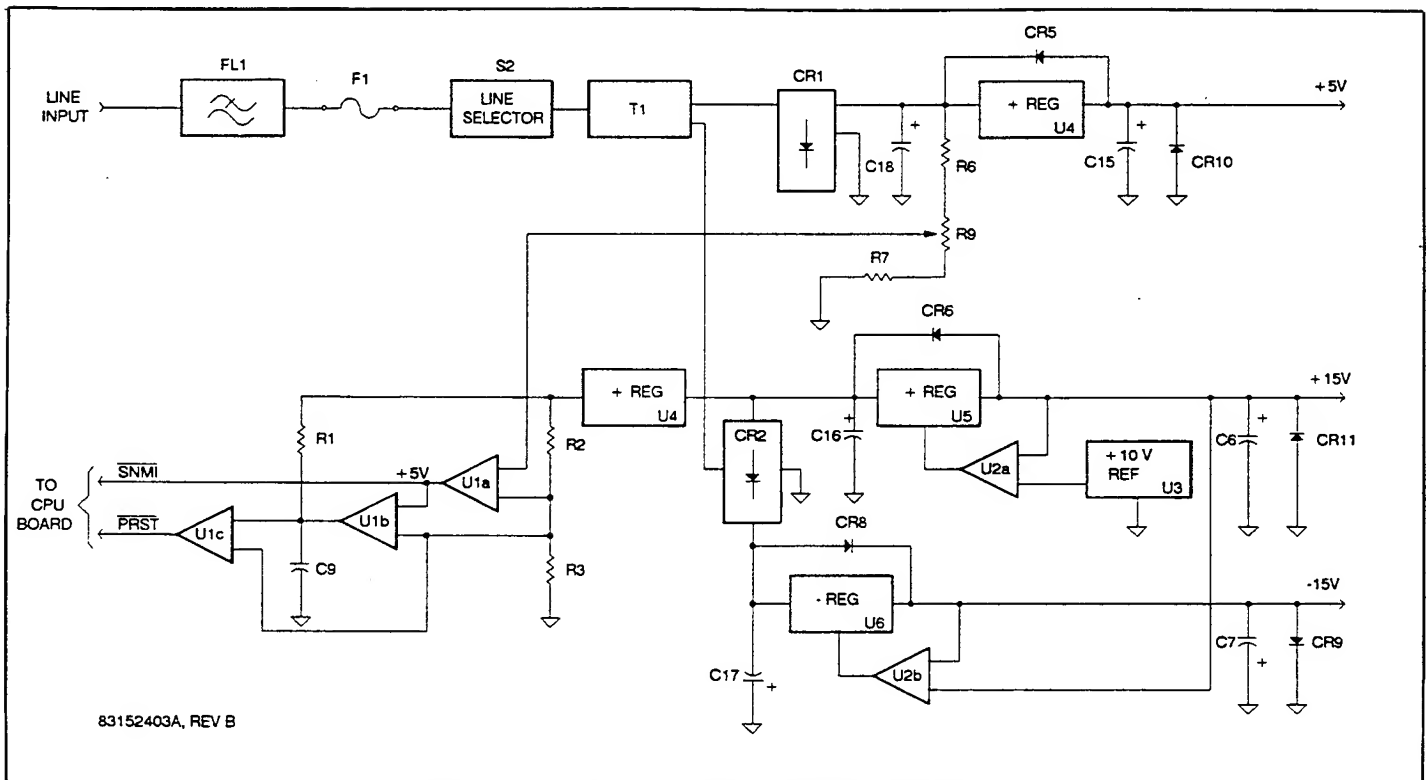 CR5
FL1
F1
S2
CR1
LINE
INPUT
LINE
SELECTOR
T1
+ REG
U4
+5V
+
C18
R6
+
C15
CR10
R9
R7
CR6
+ REG
U4
+ REG
U5
+15V
R1
R2
CR2
+
C16
+
C6
CR11
U2a
+10 V
REF
U3
TO
CPU
BOARD
SNMI
+5V
U1a
PRST
U1c
U1b
CR8
C9
R3
-15V
- REG
U6
C7
+
CR9
C17
+
U2b
83152403A, REV B